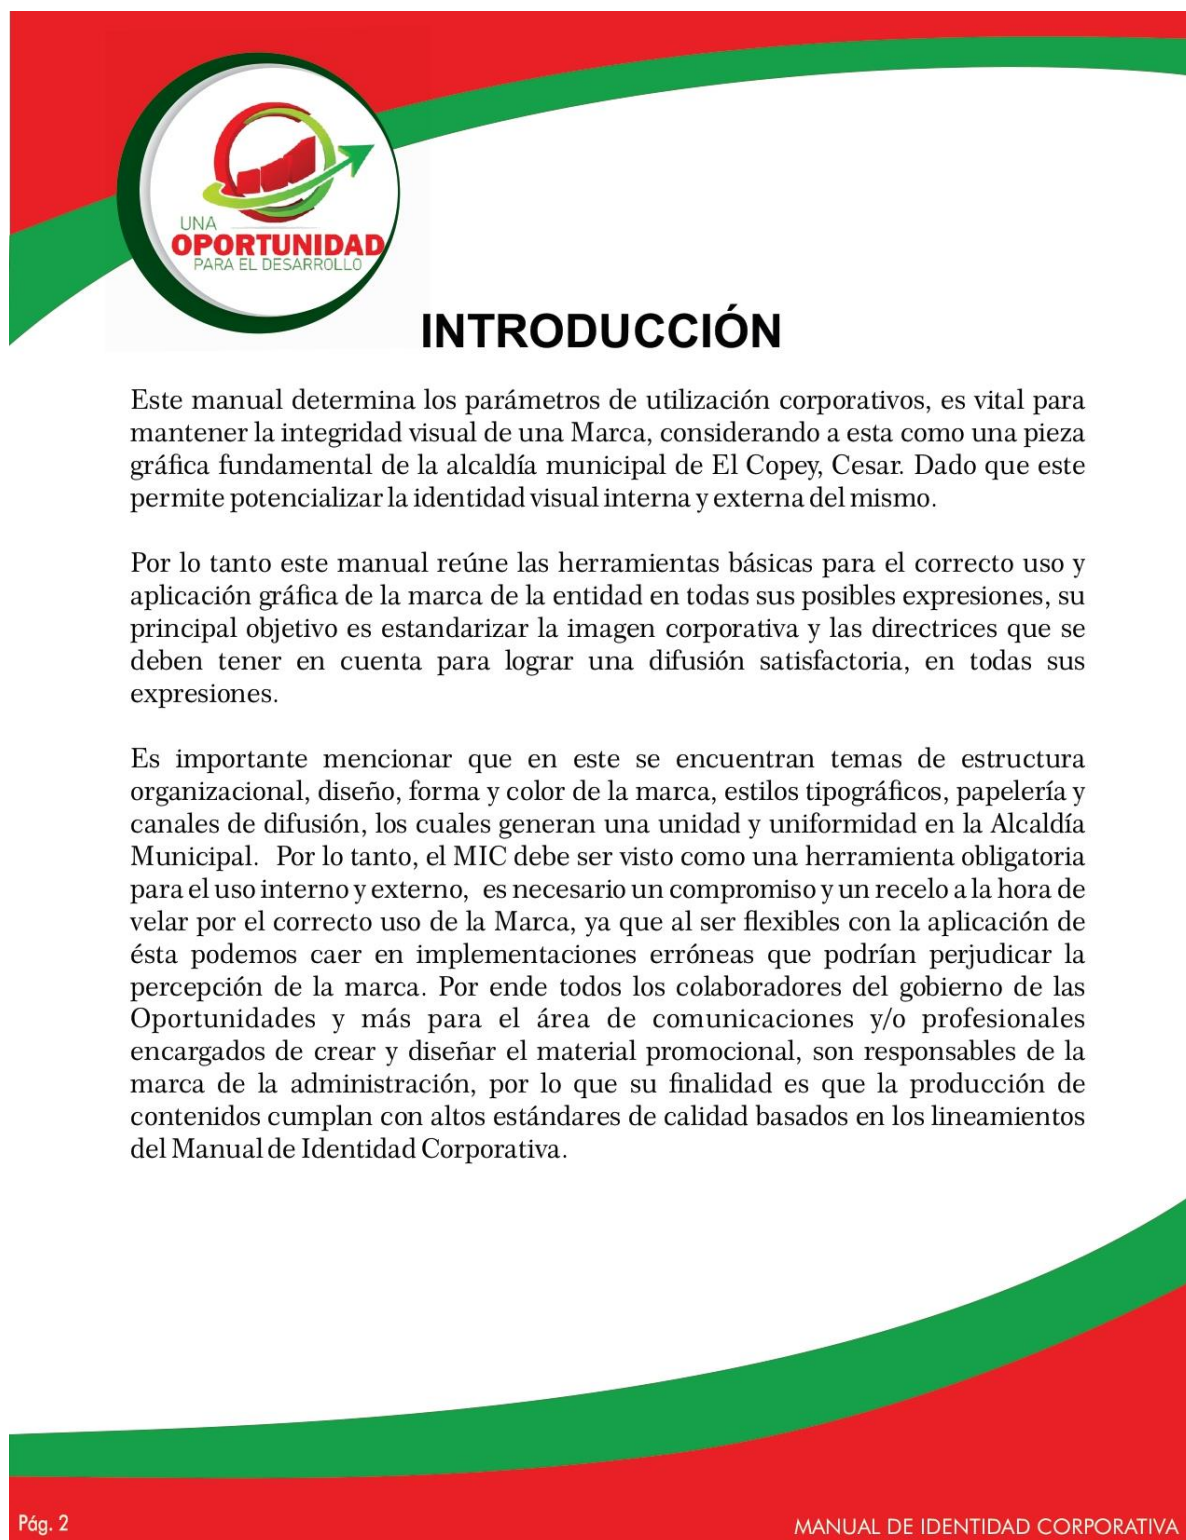 UNA
OPORTUNIDAD
PARA EL DESARROLLO
INTRODUCCIÓN
Este manual determina los parámetros de utilización corporativos, es vital para
mantener la integridad visual de una Marca, considerando a esta como una pieza
gráfica fundamental de la alcaldía municipal de El Copey, Cesar. Dado que este
permite potencializar la identidad visual interna y externa del mismo.
Por lo tanto este manual reúne las herramientas básicas para el correcto uso y
aplicación gráfica de la marca de la entidad en todas sus posibles expresiones, su
principal objetivo es estandarizar la imagen corporativa y las directrices que se
deben tener en cuenta para lograr una difusión satisfactoria, en todas sus
expresiones.
Es importante mencionar que en este se encuentran temas de estructura
organizacional, diseño, forma y color de la marca, estilos tipográficos, papelería y
canales de difusión, los cuales generan una unidad y uniformidad en la Alcaldía
Municipal. Por lo tanto, el MIC debe ser visto como una herramienta obligatoria
para el uso interno y externo, es necesario un compromiso y un recelo a la hora de
velar por el correcto uso de la Marca, ya que al ser flexibles con la aplicación de
ésta podemos caer en implementaciones erróneas que podrían perjudicar la
percepción de la marca. Por ende todos los colaboradores del gobierno de las
Oportunidades y más para el área de comunicaciones y/o profesionales
encargados de crear y diseñar el material promocional, son responsables de la
marca de la administración, por lo que su finalidad es que la producción de
contenidos cumplan con altos estándares de calidad basados en los lineamientos
del Manual de Identidad Corporativa.
Pág. 2
MANUAL DE IDENTIDAD CORPORATIVA